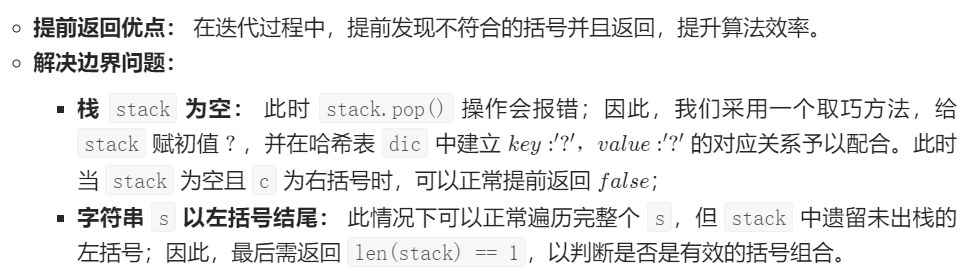 提前返回优点： 在迭代过程中，提前发现不符合的括号并且返回，提升算法效率。
解决边界问题：
栈 stack 为空： 此时 stack.pop() 操作会报错；因此，我们采用一个取巧方法，给
stack 赋初值 ? ，并在哈希表 dic 中建立 key:'?'，value:'?' 的对应关系予以配合。此时
当 stack 为空且 c 为右括号时，可以正常提前返回 false；
字符串 s 以左括号结尾： 此情况下可以正常遍历完整个 s ，但 stack 中遗留未出栈的
左括号；因此，最后需返回 len(stack) == 1 ，以判断是否是有效的括号组合。